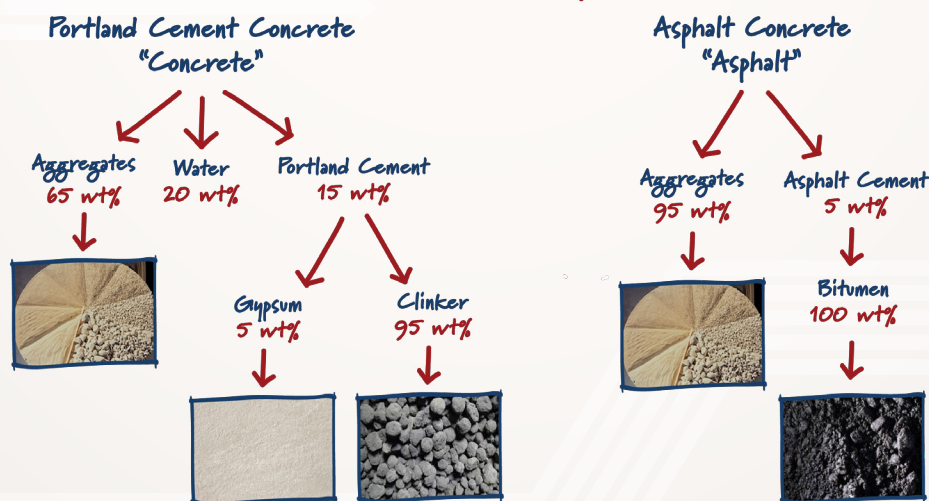 Portland Cement Concrete
"Concrete"
Aggregates
65 wt%
Water
20 wt%
Portland Cement
15 wt%
Gypsum
5 wt%
Clinker
95 wt%
Asphalt Concrete
"Asphalt"
Aggregates
95 wt%
Asphalt Cement
5 wt%
Bitumen
100 wt%